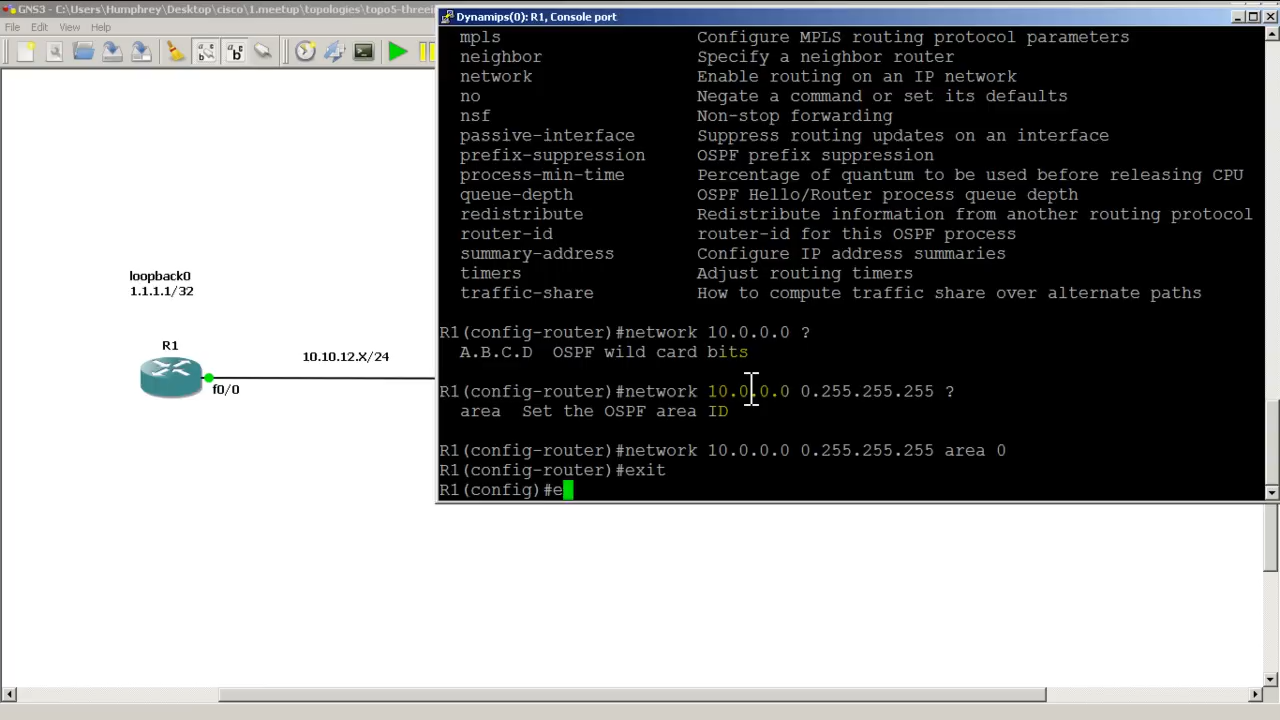 GNS3 - C:\Users\Humphrey\Desktop\cisco\1.meetup\topologies\topo5-threei
File Edit View Help
loopback0
1.1.1.1/32
R1
10.10.12.X/24
f0/0
Dynamips(0): R1, Console port
mpls Configure MPLS routing protocol parameters
neighbor Specify a neighbor router
network Enable routing on an IP network
no Negate a command or set its defaults
nsf Non-stop forwarding
passive-interface Suppress routing updates on an interface
prefix-suppression OSPF prefix suppression
process-min-time Percentage of quantum to be used before releasing CPU
queue-depth OSPF Hello/Router process queue depth
redistribute Redistribute information from another routing protocol
router-id router-id for this OSPF process
summary-address Configure IP address summaries
timers Adjust routing timers
traffic-share How to compute traffic share over alternate paths
R1(config-router)#network 10.0.0.0 ?
A.B.C.D OSPF wild card bits
R1(config-router)#network 10.0.0.0 0.255.255.255 ?
area Set the OSPF area ID
R1(config-router)#network 10.0.0.0 0.255.255.255 area 0
R1(config-router)#exit
R1(config)#e